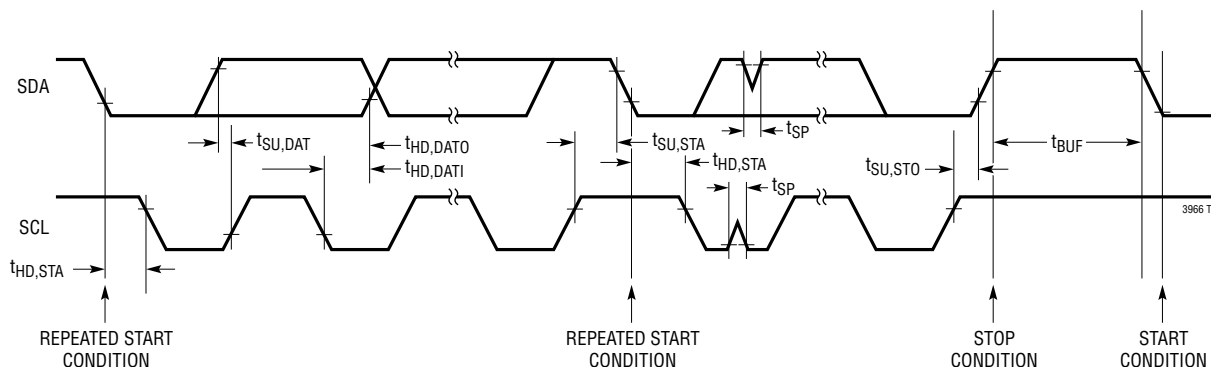 SDA
tSU,DAT
tHD,DATO
tHD,DATI
tSU,STA
tHD,STA
tSP
tSP
tSU,STO
tBUF
SCL
3966 T
tHD,STA
REPEATED START
CONDITION
REPEATED START
CONDITION
STOP
CONDITION
START
CONDITION